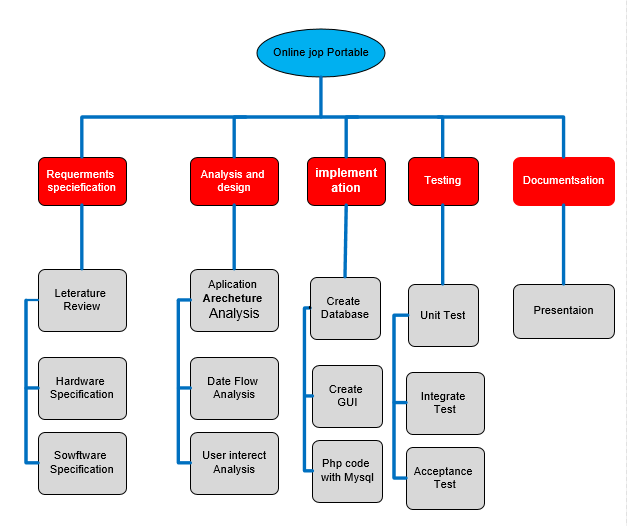 Online jop Portable
Requerments
speciefication
Analysis and
design
implement
ation
Testing
Documentsation
Leterature
Review
Aplication
Arecheture
Analysis
Create
Database
Unit Test
Presentaion
Hardware
Specification
Date Flow
Analysis
Create
GUI
Integrate
Test
Sowftware
Specification
User interect
Analysis
Php code
with Mysql
Acceptance
Test